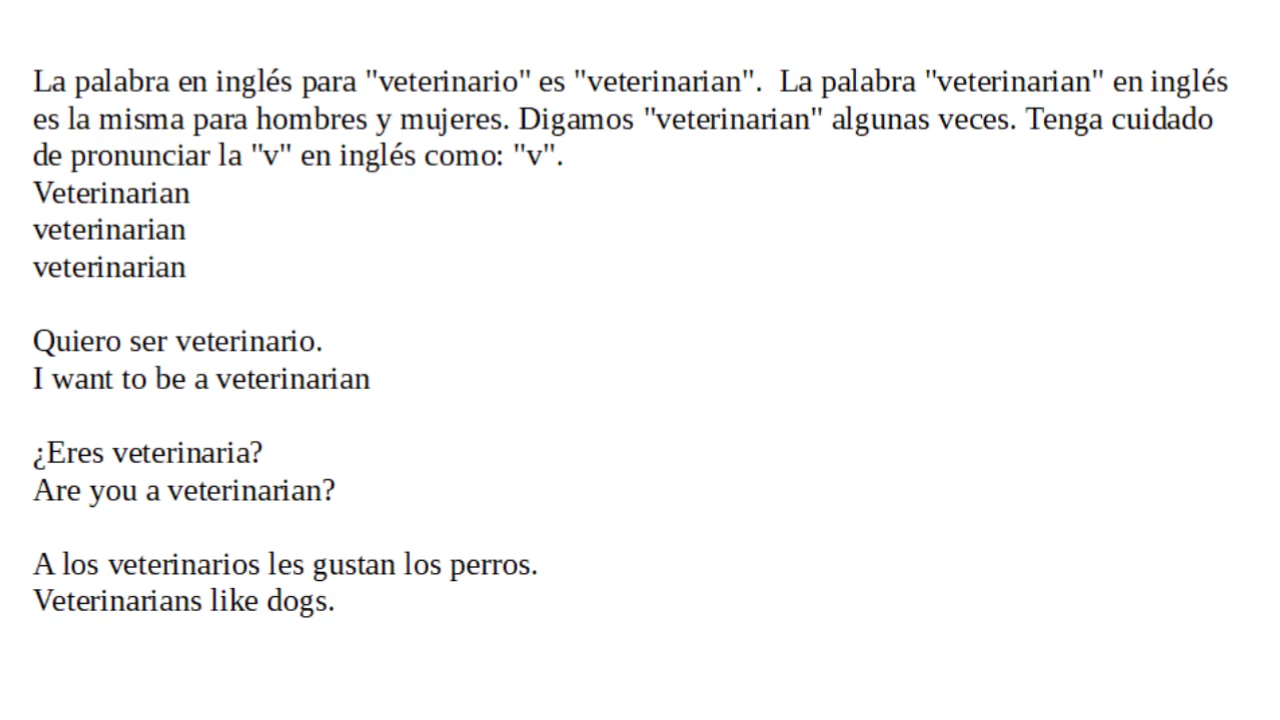 La palabra en inglés para "veterinario" es "veterinarian".  La palabra "veterinarian" en inglés
es la misma para hombres y mujeres. Digamos "veterinarian" algunas veces. Tenga cuidado
de pronunciar la "v" en inglés como: "v".
Veterinarian
veterinarian
veterinarian
Quiero ser veterinario.
I want to be a veterinarian
¿Eres veterinaria?
Are you a veterinarian?
A los veterinarios les gustan los perros.
Veterinarians like dogs.